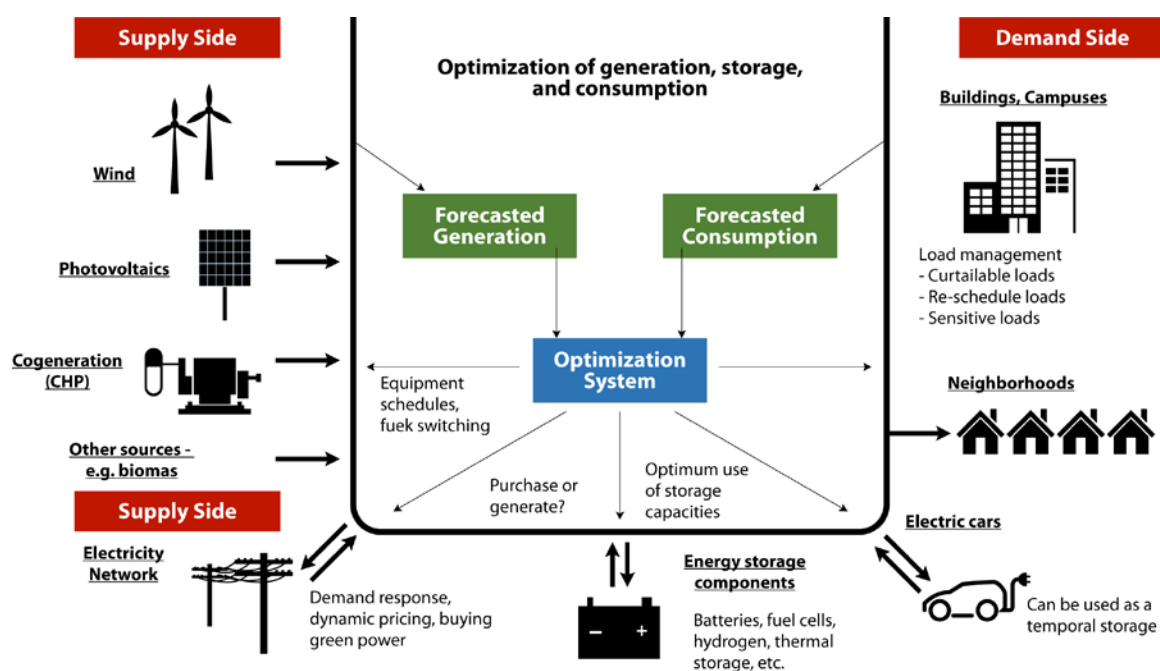 Supply Side
Optimization of generation, storage,
and consumption
Demand Side
Buildings, Campuses
Wind
Forecasted
Generation
Forecasted
Consumption
Photovoltaics
Load management
- Curtailable loads
- Re-schedule loads
- Sensitive loads
Cogeneration
(CHP)
Optimization
System
Equipment
schedules,
fuek switching
Neighborhoods
Other sources -
e.g. biomas
Purchase or
generate?
Optimum use
of storage
capacities
Supply Side
Electricity
Network
Demand response,
dynamic pricing, buying
green power
Energy storage
components
Batteries, fuel cells,
hydrogen, thermal
storage, etc.
Electric cars
Can be used as a
temporal storage